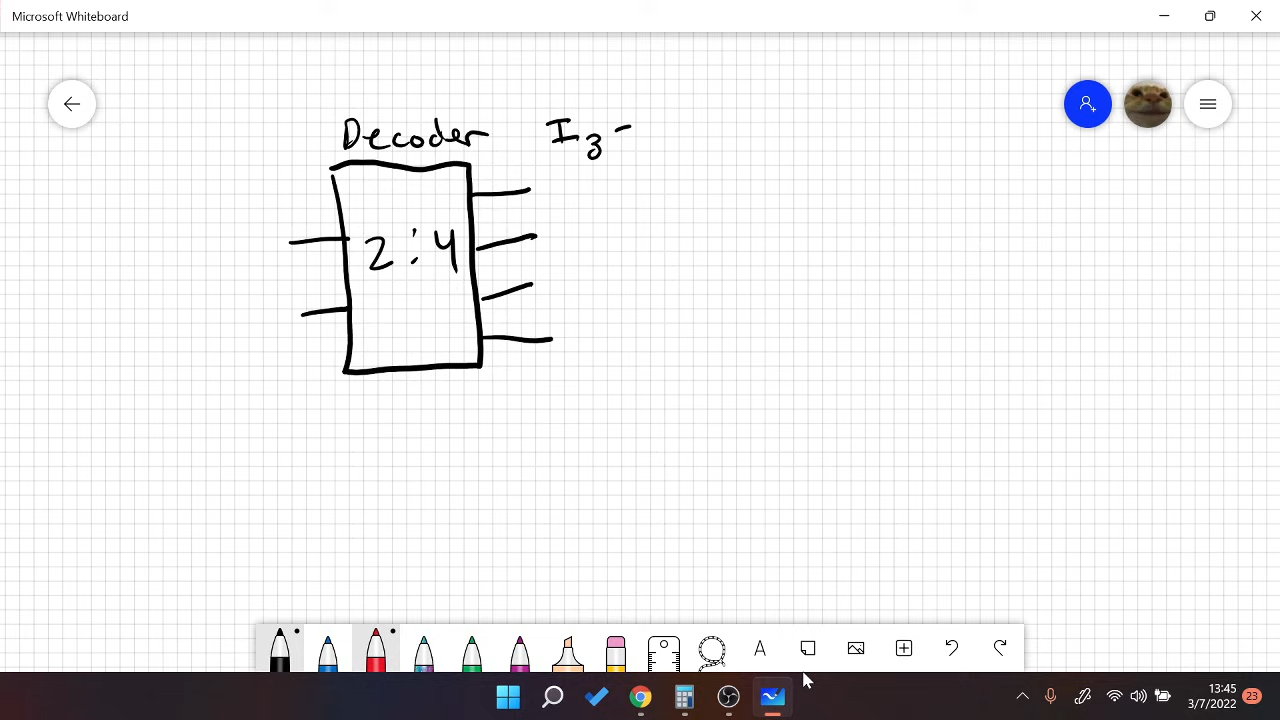 Microsoft Whiteboard
Decoder I3 -
2:4
A
13:45
3/7/2022
23